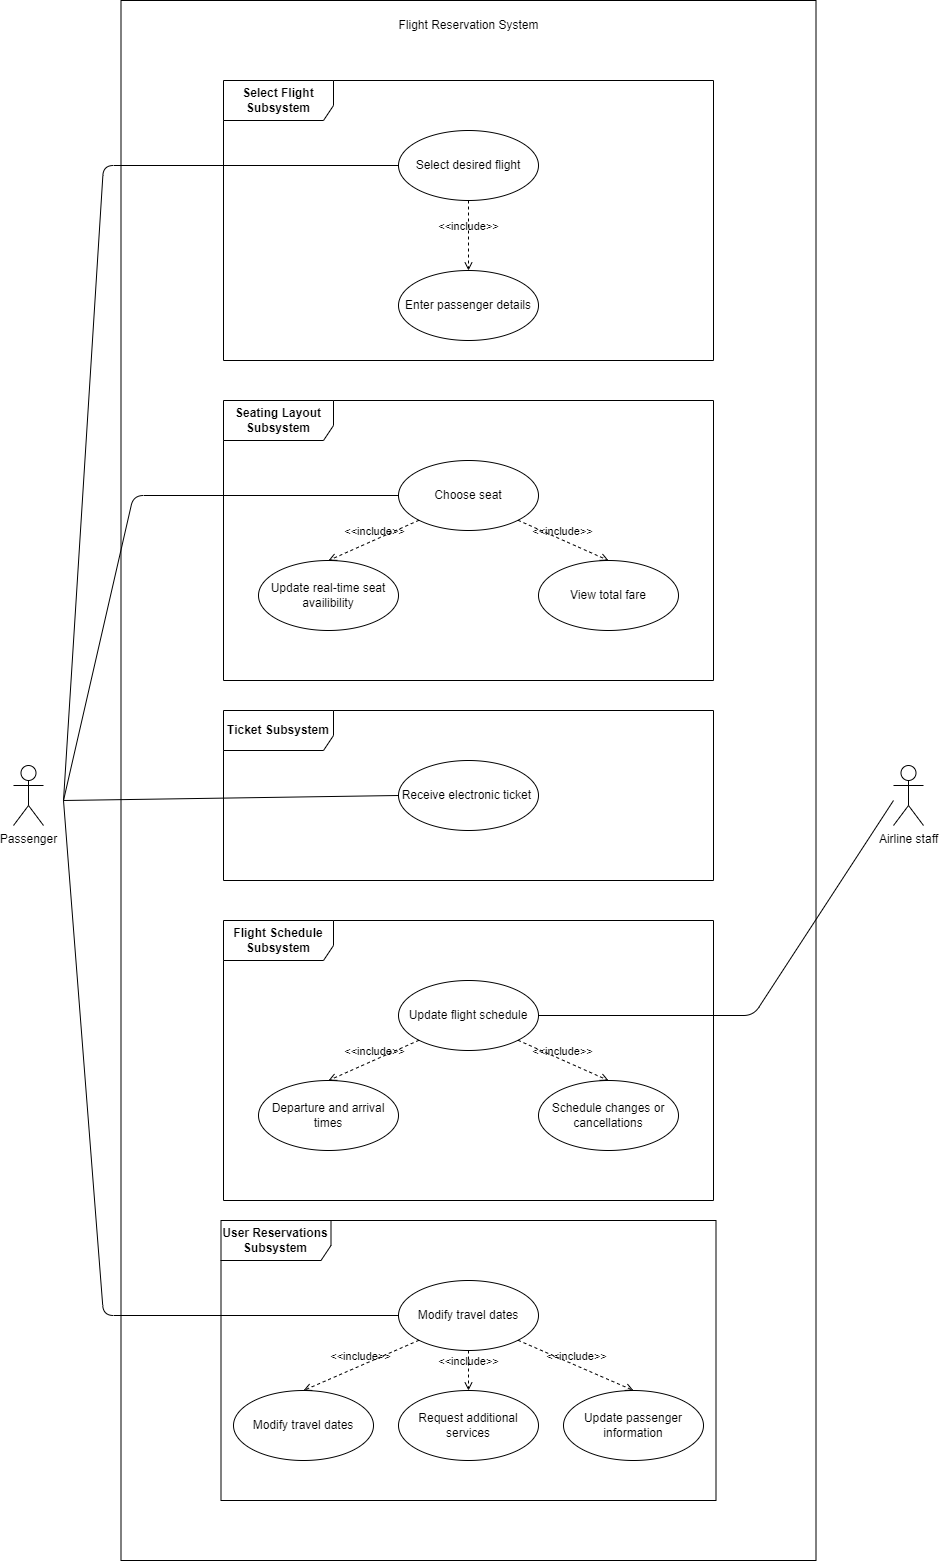 Flight Reservation System
Select Flight
Subsystem
Select desired flight
<<include>>
Enter passenger details
Seating Layout
Subsystem
Choose seat
<<include>>
<<include>>
Update real-time seat
availibility
View total fare
Ticket Subsystem
Receive electronic ticket
Passenger
Airline staff
Flight Schedule
Subsystem
Update flight schedule
<<include>>
<<include>>
Departure and arrival
times
Schedule changes or
cancellations
User Reservations
Subsystem
Modify travel dates
<<include>>
<<include>>
<<include>>
Modify travel dates
Request additional
services
Update passenger
information